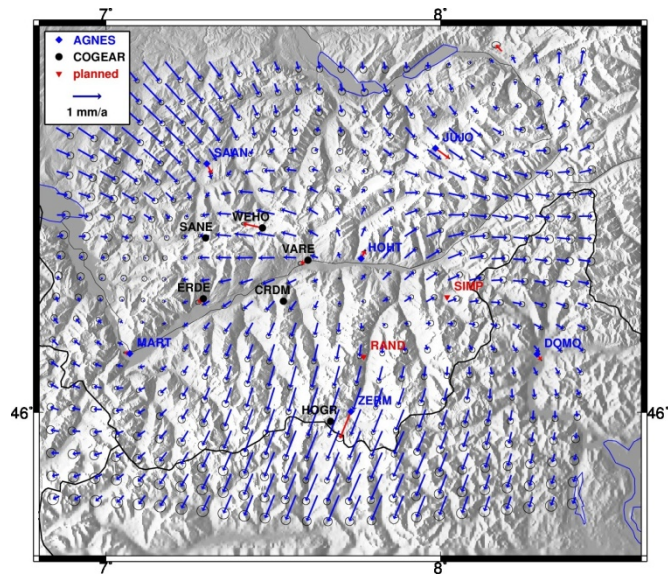 7˚
8˚
AGNES
COGEAR
planned
1 mm/a
JUJO
SAAN
WEHO
SANE
VARE
HOHT
ERDE
CRDM
SIMP
MART
RAND
DOMO
ZERM
46˚
46˚
HOGR
7˚
8˚